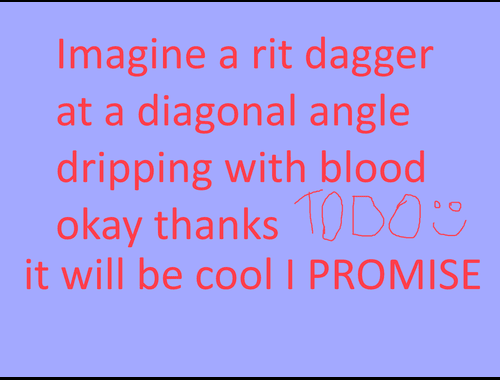 Imagine a rit dagger
at a diagonal angle
dripping with blood
okay thanks TODO
it will be cool I PROMISE